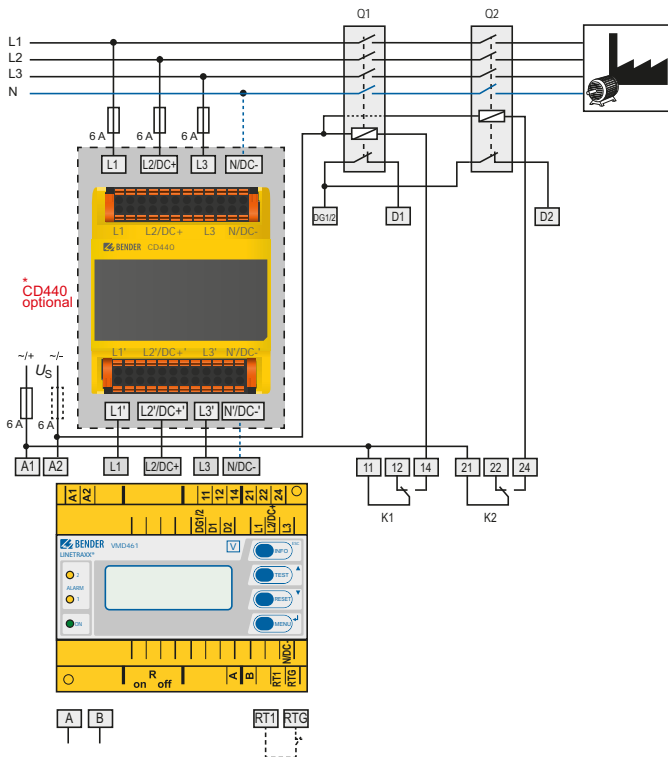 Q1 Q2
L1
L2
L3
N
6 A 6 A 6 A
L1 L2/DC+ L3 N/DC-
DG1/2 D1 D2
L1 L2/DC+ L3 N/DC-
BENDER CD440
*
CD440
optional
L1' L2'/DC+' L3' N'/DC-'
~/+ ~/-
US
6 A 6 A
L1' L2'/DC+' L3' N'/DC-'
A1 A2 L1 L2/DC+ L3 N/DC- 11 12 14 21 22 24
K1 K2
A1 A2 11 12 14 21 22 24
DG1/2 D1 D2 L1 L2/DC+ L3
BENDER VMD461 V
LINETRAXX®
INFO ESC
2
ALARM
1
TEST
RESET
ON MENU
N/DC-
R
on off
A B RT1 RTG
A B RT1 RTG